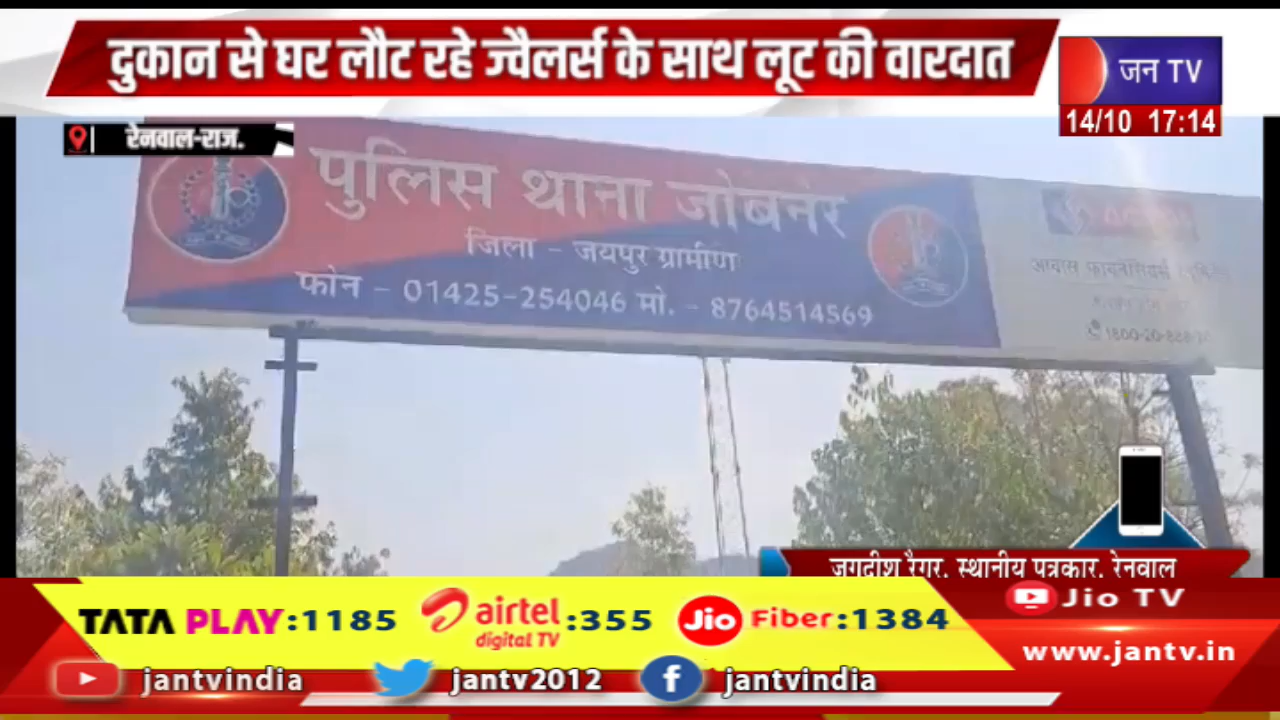 दुकान से घर लौट रहे ज्वैलर्स के साथ लूट की वारदात
जन TV
14/10 17:14
रेनवाल-राज.
पुलिस थाना जोबनेर
जिला - जयपुर ग्रामीण
फोन - 01425-254046 मो. - 8764514569
जगदीश रैगर, स्थानीय पत्रकार, रेनवाल
TATA PLAY:1185
airtel digital TV:355
Jio Fiber:1384
Jio TV
www.jantv.in
jantvindia
jantv2012
jantvindia